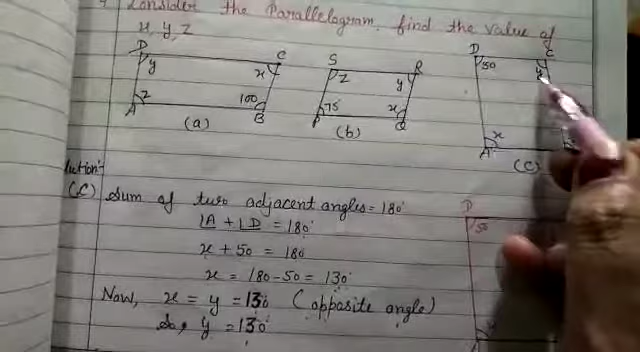 Consider the Parallelogram, find the value of
x, y, z
D C S R D C
y x z y 50 y
z 100 75 x x
A B P Q A
(a) (b) (C)
lution:-
(C) Sum of two adjacent angles = 180°
∠A + ∠D = 180°
x + 50 = 180
x = 180 - 50 = 130°
Now, x = y = 130 (opposite angle)
So, y = 130°
D
50
x
A